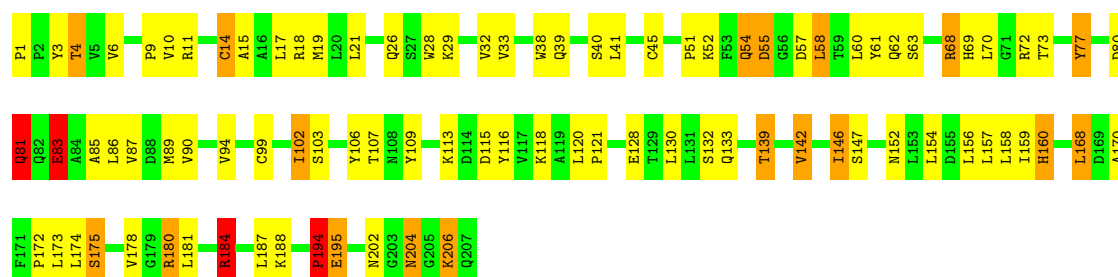 P1 P2 Y3 T4 V5 V6 P9 V10 R11 C14 A15 A16 L17 R18 M19 L20 L21 Q26 S27 W28 K29 V32 V33 W38 Q39 S40 L41 C45 P51 K52 F53 Q54 D55 G56 D57 L58 T59 L60 Y61 Q62 S63 R68 H69 L70 G71 R72 T73 Y77
Q81 Q82 E83 A84 A85 L86 V87 D88 M89 V90 V94 C99 I102 S103 Y106 T107 N108 Y109 K113 D114 D115 Y116 V117 K118 A119 L120 P121 E128 T129 L130 L131 S132 Q133 T139 V142 I146 S147 N152 L153 L154 D155 L156 L157 L158 I159 H160 L168 D169
F171 P172 L173 L174 S175 V178 G179 R180 L181 R184 L187 K188 P194 E195 N202 G203 N204 G205 K206 Q207